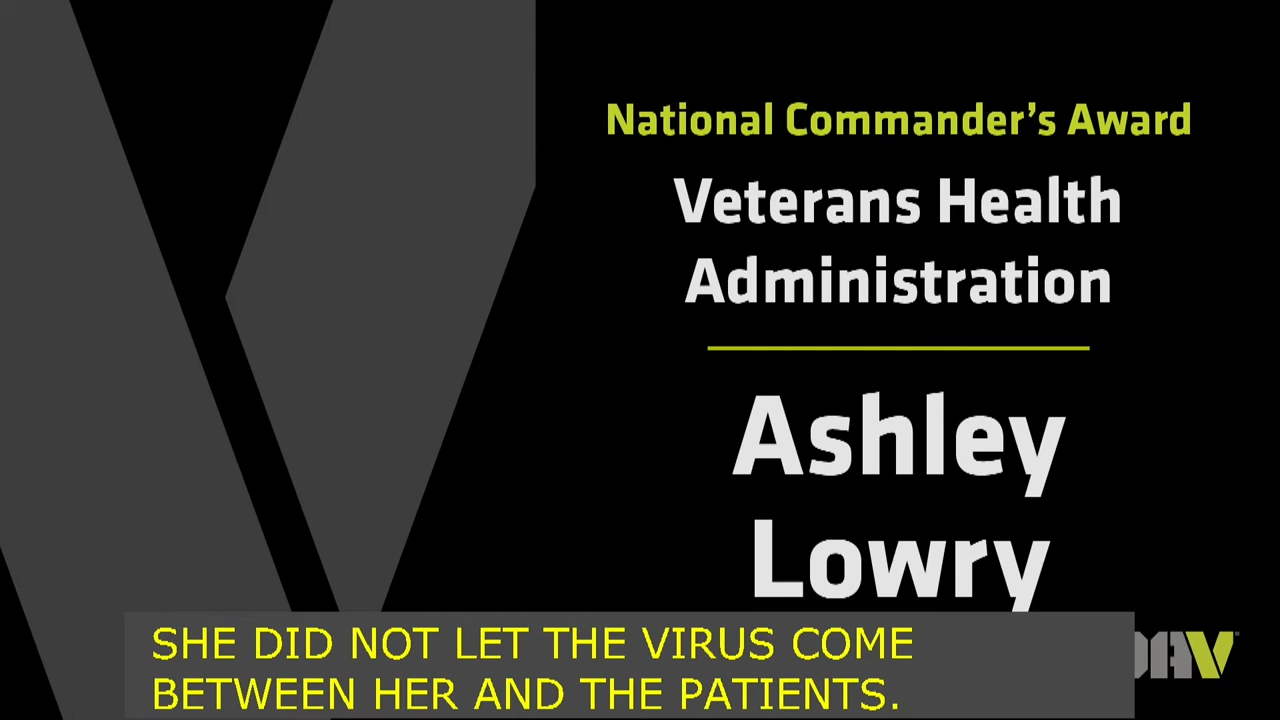 National Commander's Award
Veterans Health
Administration
Ashley
Lowry
SHE DID NOT LET THE VIRUS COME
BETWEEN HER AND THE PATIENTS.